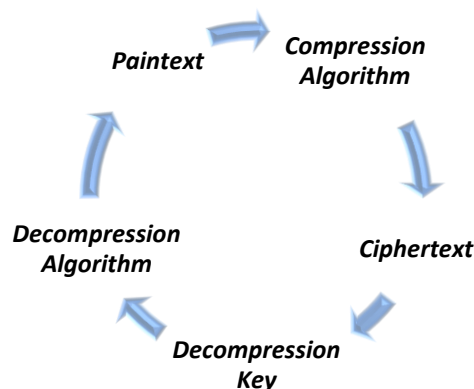 Paintext
Compression
Algorithm
Ciphertext
Decompression
Key
Decompression
Algorithm